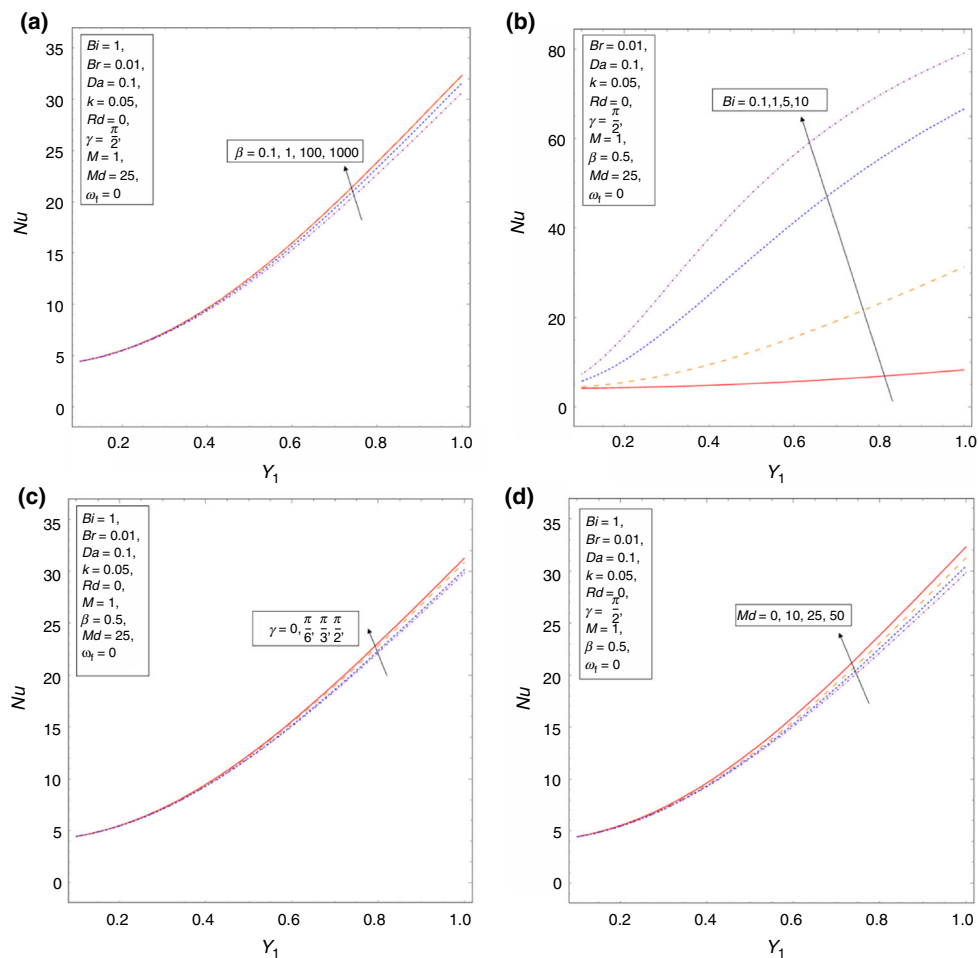 (a)
35
30
25
20
15
10
5
0
Nu
Bi = 1,
Br = 0.01,
Da = 0.1,
k = 0.05,
Rd = 0,
γ = π/2,
M = 1,
Md = 25,
ωf = 0
β = 0.1, 1, 100, 1000
0.2 0.4 0.6 0.8 1.0
Y1
(b)
80
60
40
20
0
Nu
Br = 0.01,
Da = 0.1,
k = 0.05,
Rd = 0,
γ = π/2,
M = 1,
β = 0.5,
Md = 25,
ωf = 0
Bi = 0.1,1,5,10
0.2 0.4 0.6 0.8 1.0
Y1
(c)
35
30
25
20
15
10
5
0
Nu
Bi = 1,
Br = 0.01,
Da = 0.1,
k = 0.05,
Rd = 0,
M = 1,
β = 0.5,
Md = 25,
ωf = 0
γ = 0, π/6, π/3, π/2,
0.2 0.4 0.6 0.8 1.0
Y1
(d)
35
30
25
20
15
10
5
0
Nu
Bi = 1,
Br = 0.01,
Da = 0.1,
k = 0.05,
Rd = 0,
γ = π/2,
M = 1,
β = 0.5,
ωf = 0
Md = 0, 10, 25, 50
0.2 0.4 0.6 0.8 1.0
Y1